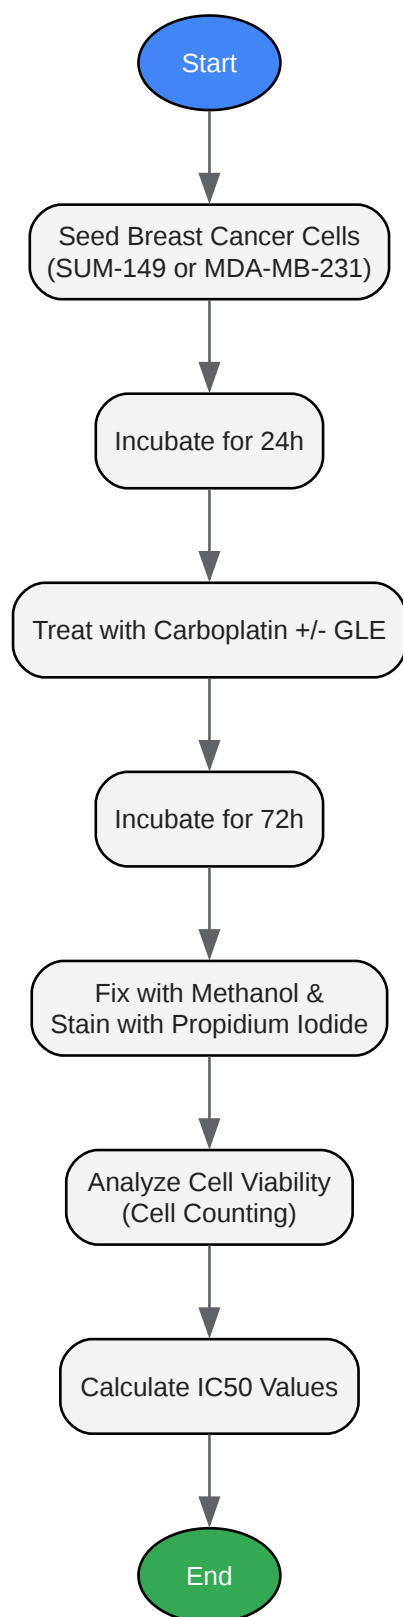 Start
Seed Breast Cancer Cells
(SUM-149 or MDA-MB-231)
Incubate for 24h
Treat with Carboplatin +/- GLE
Incubate for 72h
Fix with Methanol &
Stain with Propidium Iodide
Analyze Cell Viability
(Cell Counting)
Calculate IC50 Values
End